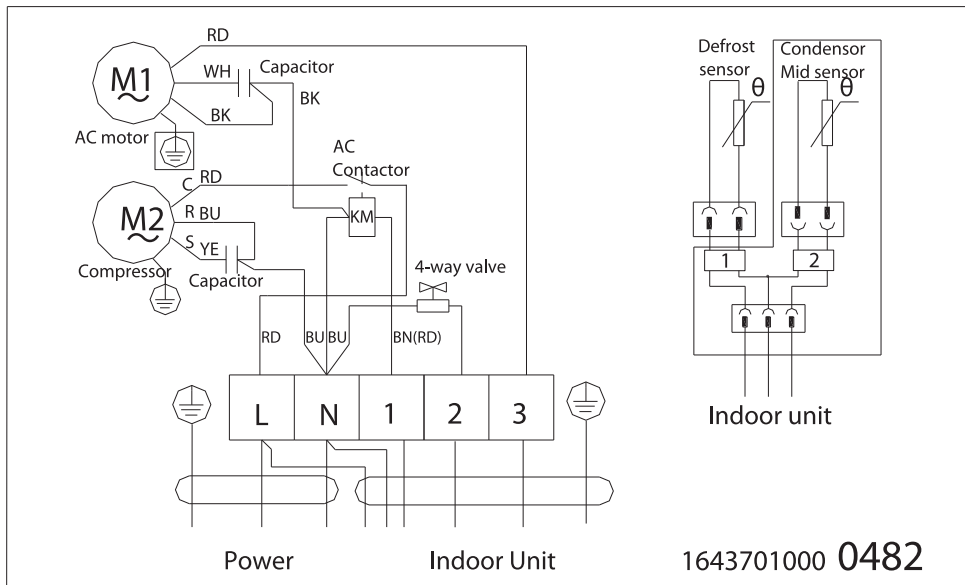 RD
M1
WH
Capacitor
BK
BK
AC motor
AC
Contactor
C RD
KM
M2
R BU
S YE
Compressor
Capacitor
4-way valve
RD
BU
BU
BN(RD)
L
N
1
2
3
Power
Indoor Unit
Defrost
sensor
Condensor
Mid sensor
θ
θ
1
2
Indoor unit
1643701000 0482